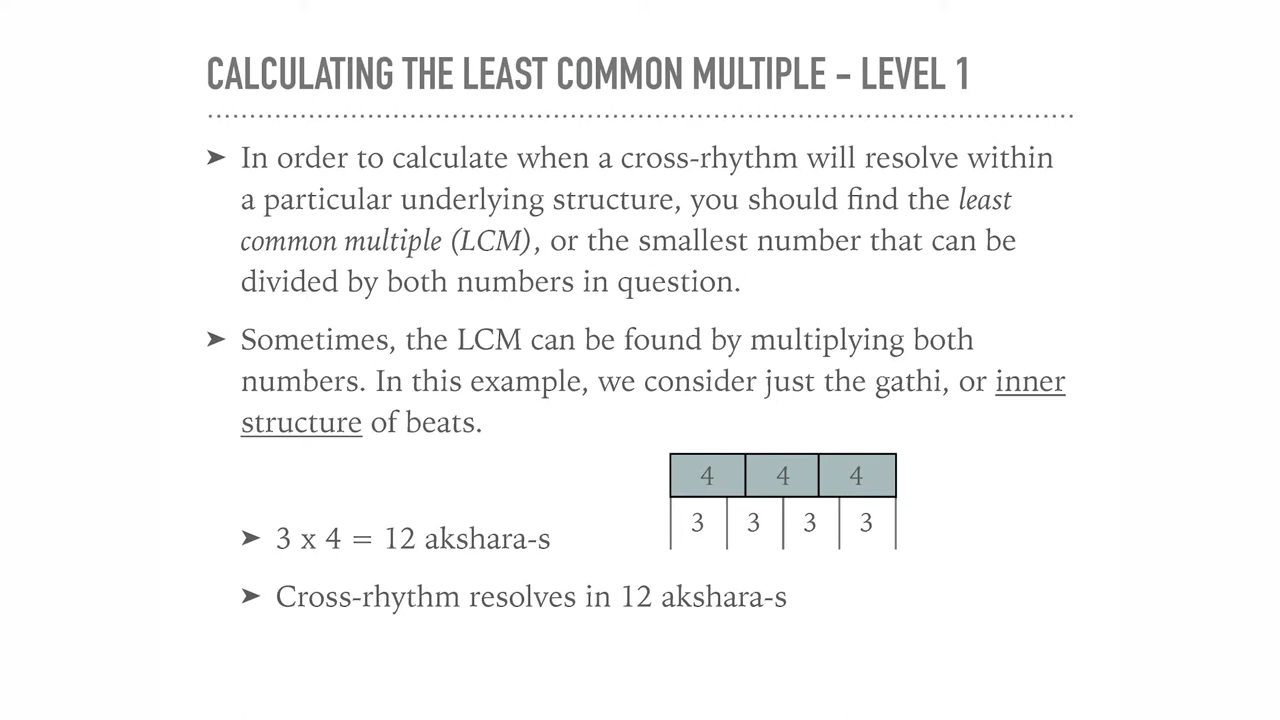 CALCULATING THE LEAST COMMON MULTIPLE – LEVEL 1
➤ In order to calculate when a cross-rhythm will resolve within
a particular underlying structure, you should find the least
common multiple (LCM), or the smallest number that can be
divided by both numbers in question.
➤ Sometimes, the LCM can be found by multiplying both
numbers. In this example, we consider just the gathi, or inner
structure of beats.
4 4 4
3 3 3 3
➤ 3 x 4 = 12 akshara-s
➤ Cross-rhythm resolves in 12 akshara-s